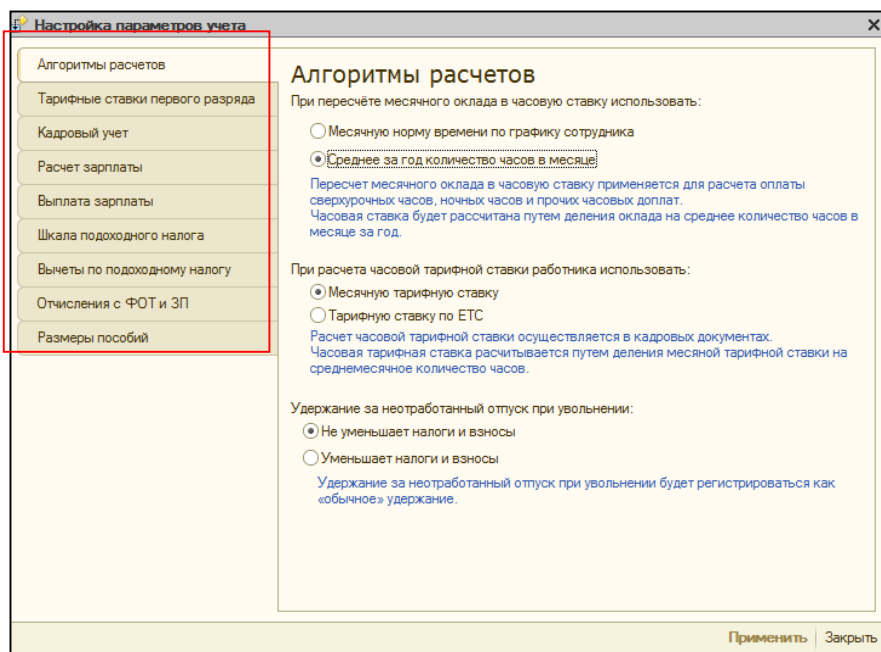 Настройка параметров учета
Алгоритмы расчетов
Тарифные ставки первого разряда
Кадровый учет
Расчет зарплаты
Выплата зарплаты
Шкала подоходного налога
Вычеты по подоходному налогу
Отчисления с ФОТ и ЗП
Размеры пособий
Алгоритмы расчетов
При пересчёте месячного оклада в часовую ставку использовать:
Месячную норму времени по графику сотрудника
Среднее за год количество часов в месяце
Пересчет месячного оклада в часовую ставку применяется для расчета оплаты
сверхурочных часов, ночных часов и прочих часовых доплат.
Часовая ставка будет рассчитана путем деления оклада на среднее количество часов в
месяце за год.
При расчета часовой тарифной ставки работника использовать:
Месячную тарифную ставку
Тарифную ставку по ЕТС
Расчет часовой тарифной ставки осуществляется в кадровых документах.
Часовая тарифная ставка расчитывается путем деления месяной тарифной ставки на
среднемесячное количество часов.
Удержание за неотработанный отпуск при увольнении:
Не уменьшает налоги и взносы
Уменьшает налоги и взносы
Удержание за неотработанный отпуск при увольнении будет регистрироваться как
«обычное» удержание.
Применить
Закрыть